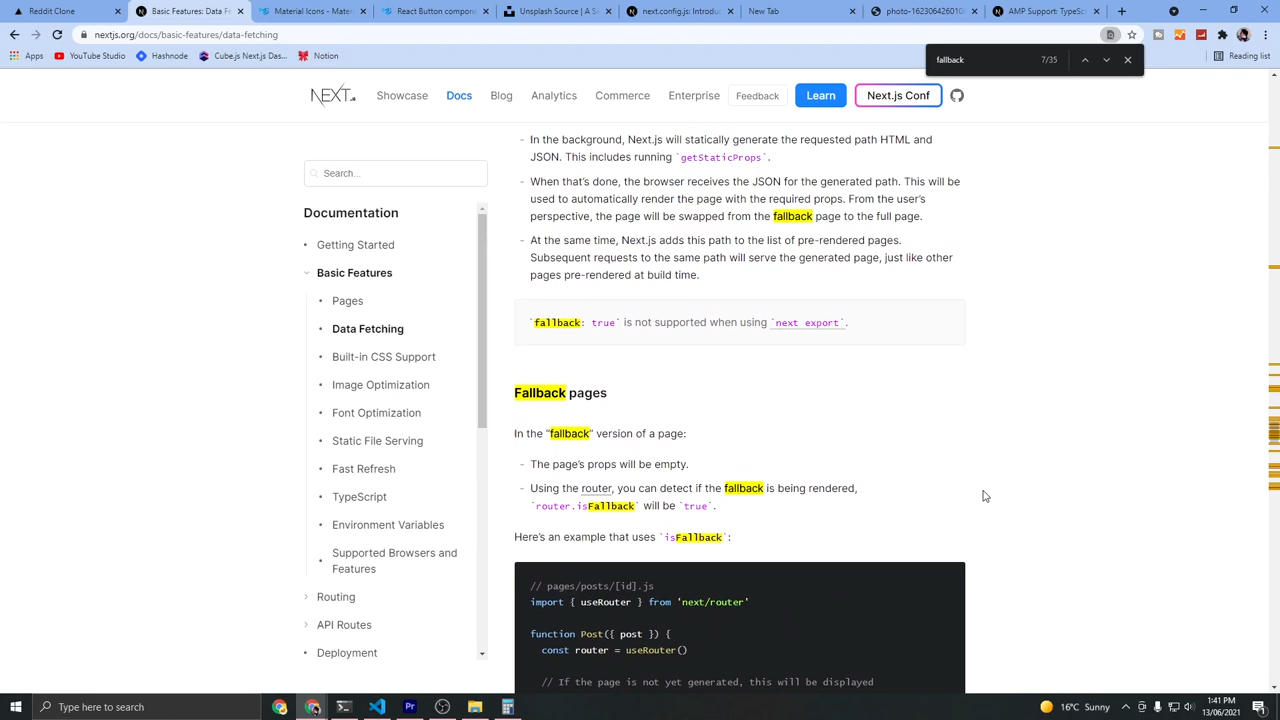 Reddit Clone
Basic Features: Data Fe
Material Icons - Materi
React Button compone
Unsplash Source | A S
next.config.js: Introduc
New Tab
AMP Support: TypeSc
nextjs.org/docs/basic-features/data-fetching
Apps
YouTube Studio
Hashnode
Cube.js Next.js Das...
Notion
Reading list
fallback
7/35
NEXT.JS
Showcase
Docs
Blog
Analytics
Commerce
Enterprise
Feedback
Learn
Next.js Conf
Search...
Documentation
Getting Started
Basic Features
Pages
Data Fetching
Built-in CSS Support
Image Optimization
Font Optimization
Static File Serving
Fast Refresh
TypeScript
Environment Variables
Supported Browsers and
Features
Routing
API Routes
Deployment
- In the background, Next.js will statically generate the requested path HTML and
JSON. This includes running `getStaticProps`.
- When that’s done, the browser receives the JSON for the generated path. This will be
used to automatically render the page with the required props. From the user’s
perspective, the page will be swapped from the fallback page to the full page.
- At the same time, Next.js adds this path to the list of pre-rendered pages.
Subsequent requests to the same path will serve the generated page, just like other
pages pre-rendered at build time.
`fallback: true` is not supported when using `next export`.
Fallback pages
In the “fallback” version of a page:
- The page’s props will be empty.
- Using the router, you can detect if the fallback is being rendered,
`router.isFallback` will be `true`.
Here’s an example that uses `isFallback`:
// pages/posts/[id].js
import { useRouter } from 'next/router'
function Post({ post }) {
const router = useRouter()
// If the page is not yet generated, this will be displayed
Type here to search
16°C Sunny
1:41 PM
13/06/2021